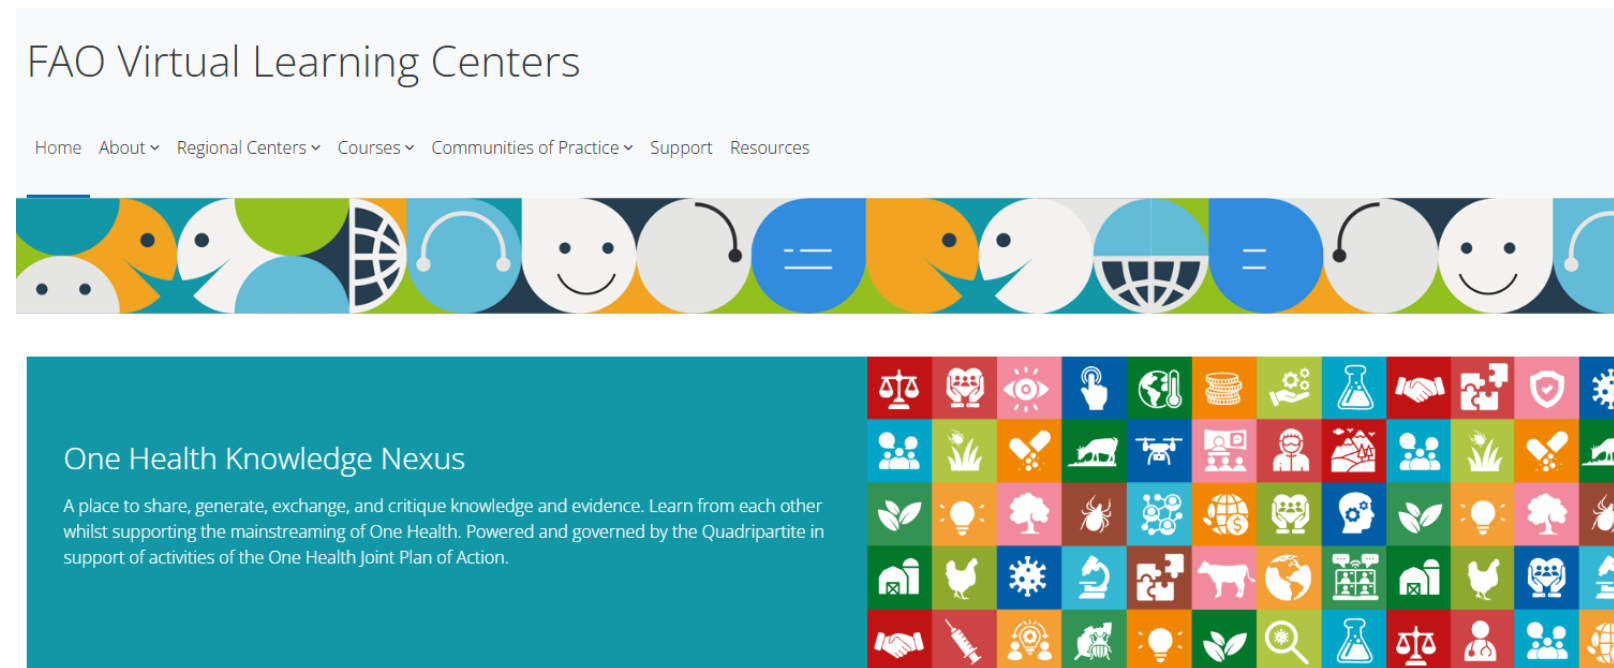 FAO Virtual Learning Centers
Home About Regional Centers Courses Communities of Practice Support Resources
One Health Knowledge Nexus
A place to share, generate, exchange, and critique knowledge and evidence. Learn from each other
whilst supporting the mainstreaming of One Health. Powered and governed by the Quadripartite in
support of activities of the One Health Joint Plan of Action.